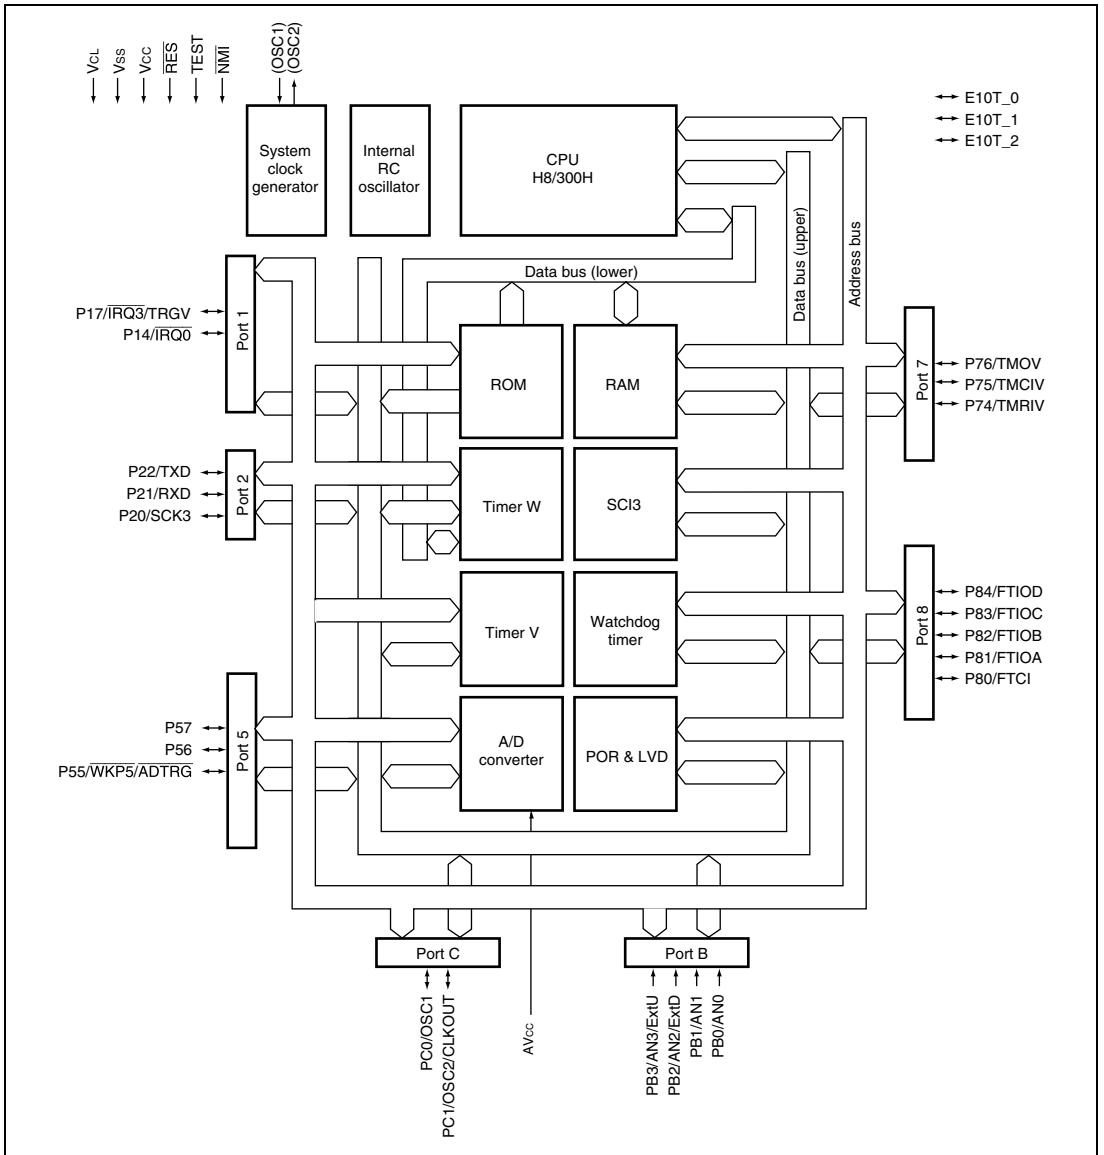 VCL
VSS
VCC
RES
TEST
NMI
(OSC1)
(OSC2)
E10T_0
E10T_1
E10T_2
System
clock
generator
Internal
RC
oscillator
CPU
H8/300H
Data bus (lower)
Data bus (upper)
Address bus
Port 1
P17/IRQ3/TRGV
P14/IRQ0
ROM
RAM
Port 7
P76/TMOV
P75/TMCIV
P74/TMRIV
Port 2
P22/TXD
P21/RXD
P20/SCK3
Timer W
SCI3
Timer V
Watchdog
timer
Port 8
P84/FTIOD
P83/FTIOC
P82/FTIOB
P81/FTIOA
P80/FTCI
Port 5
P57
P56
P55/WKP5/ADTRG
A/D
converter
POR & LVD
Port C
Port B
PC0/OSC1
PC1/OSC2/CLKOUT
AVCC
PB3/AN3/ExtU
PB2/AN2/ExtD
PB1/AN1
PB0/AN0